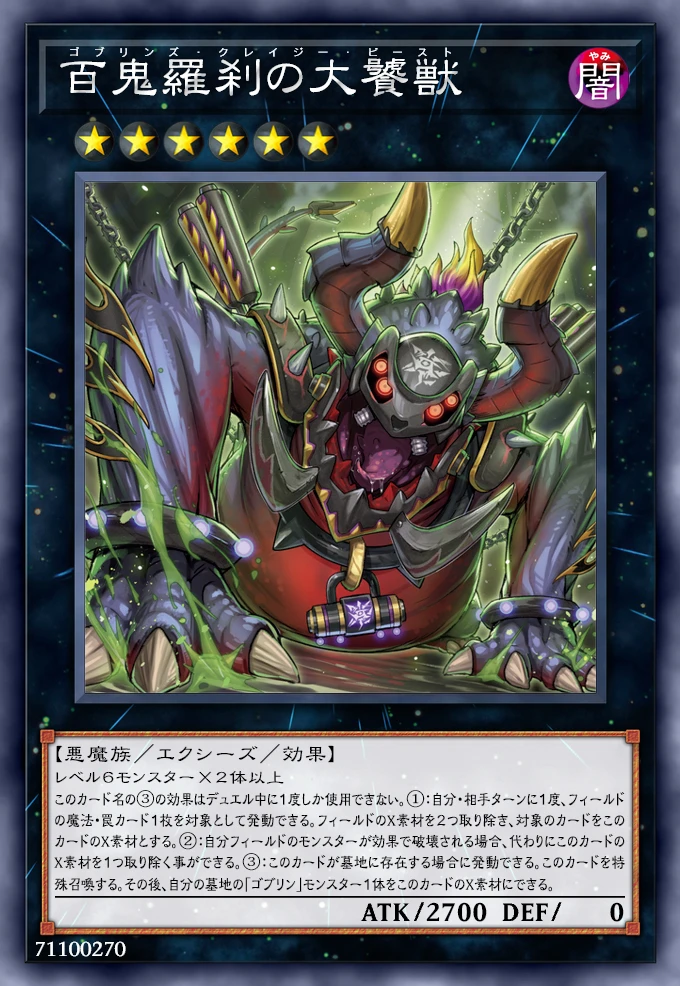 ゴブリンズ・クレイジー・ビースト
百鬼羅刹の大饕獣
やみ
闇
【悪魔族／エクシーズ／効果】
レベル6モンスター×2体以上
このカード名の③の効果はデュエル中に1度しか使用できない。①：自分・相手ターンに1度、フィールド
の魔法・罠カード1枚を対象として発動できる。フィールドのX素材を2つ取り除き、対象のカードをこの
カードのX素材とする。②：自分フィールドのモンスターが効果で破壊される場合、代わりにこのカードの
X素材を1つ取り除く事ができる。③：このカードが墓地に存在する場合に発動できる。このカードを特
殊召喚する。その後、自分の墓地の「ゴブリン」モンスター1体をこのカードのX素材にできる。
ATK/2700 DEF/ 0
71100270